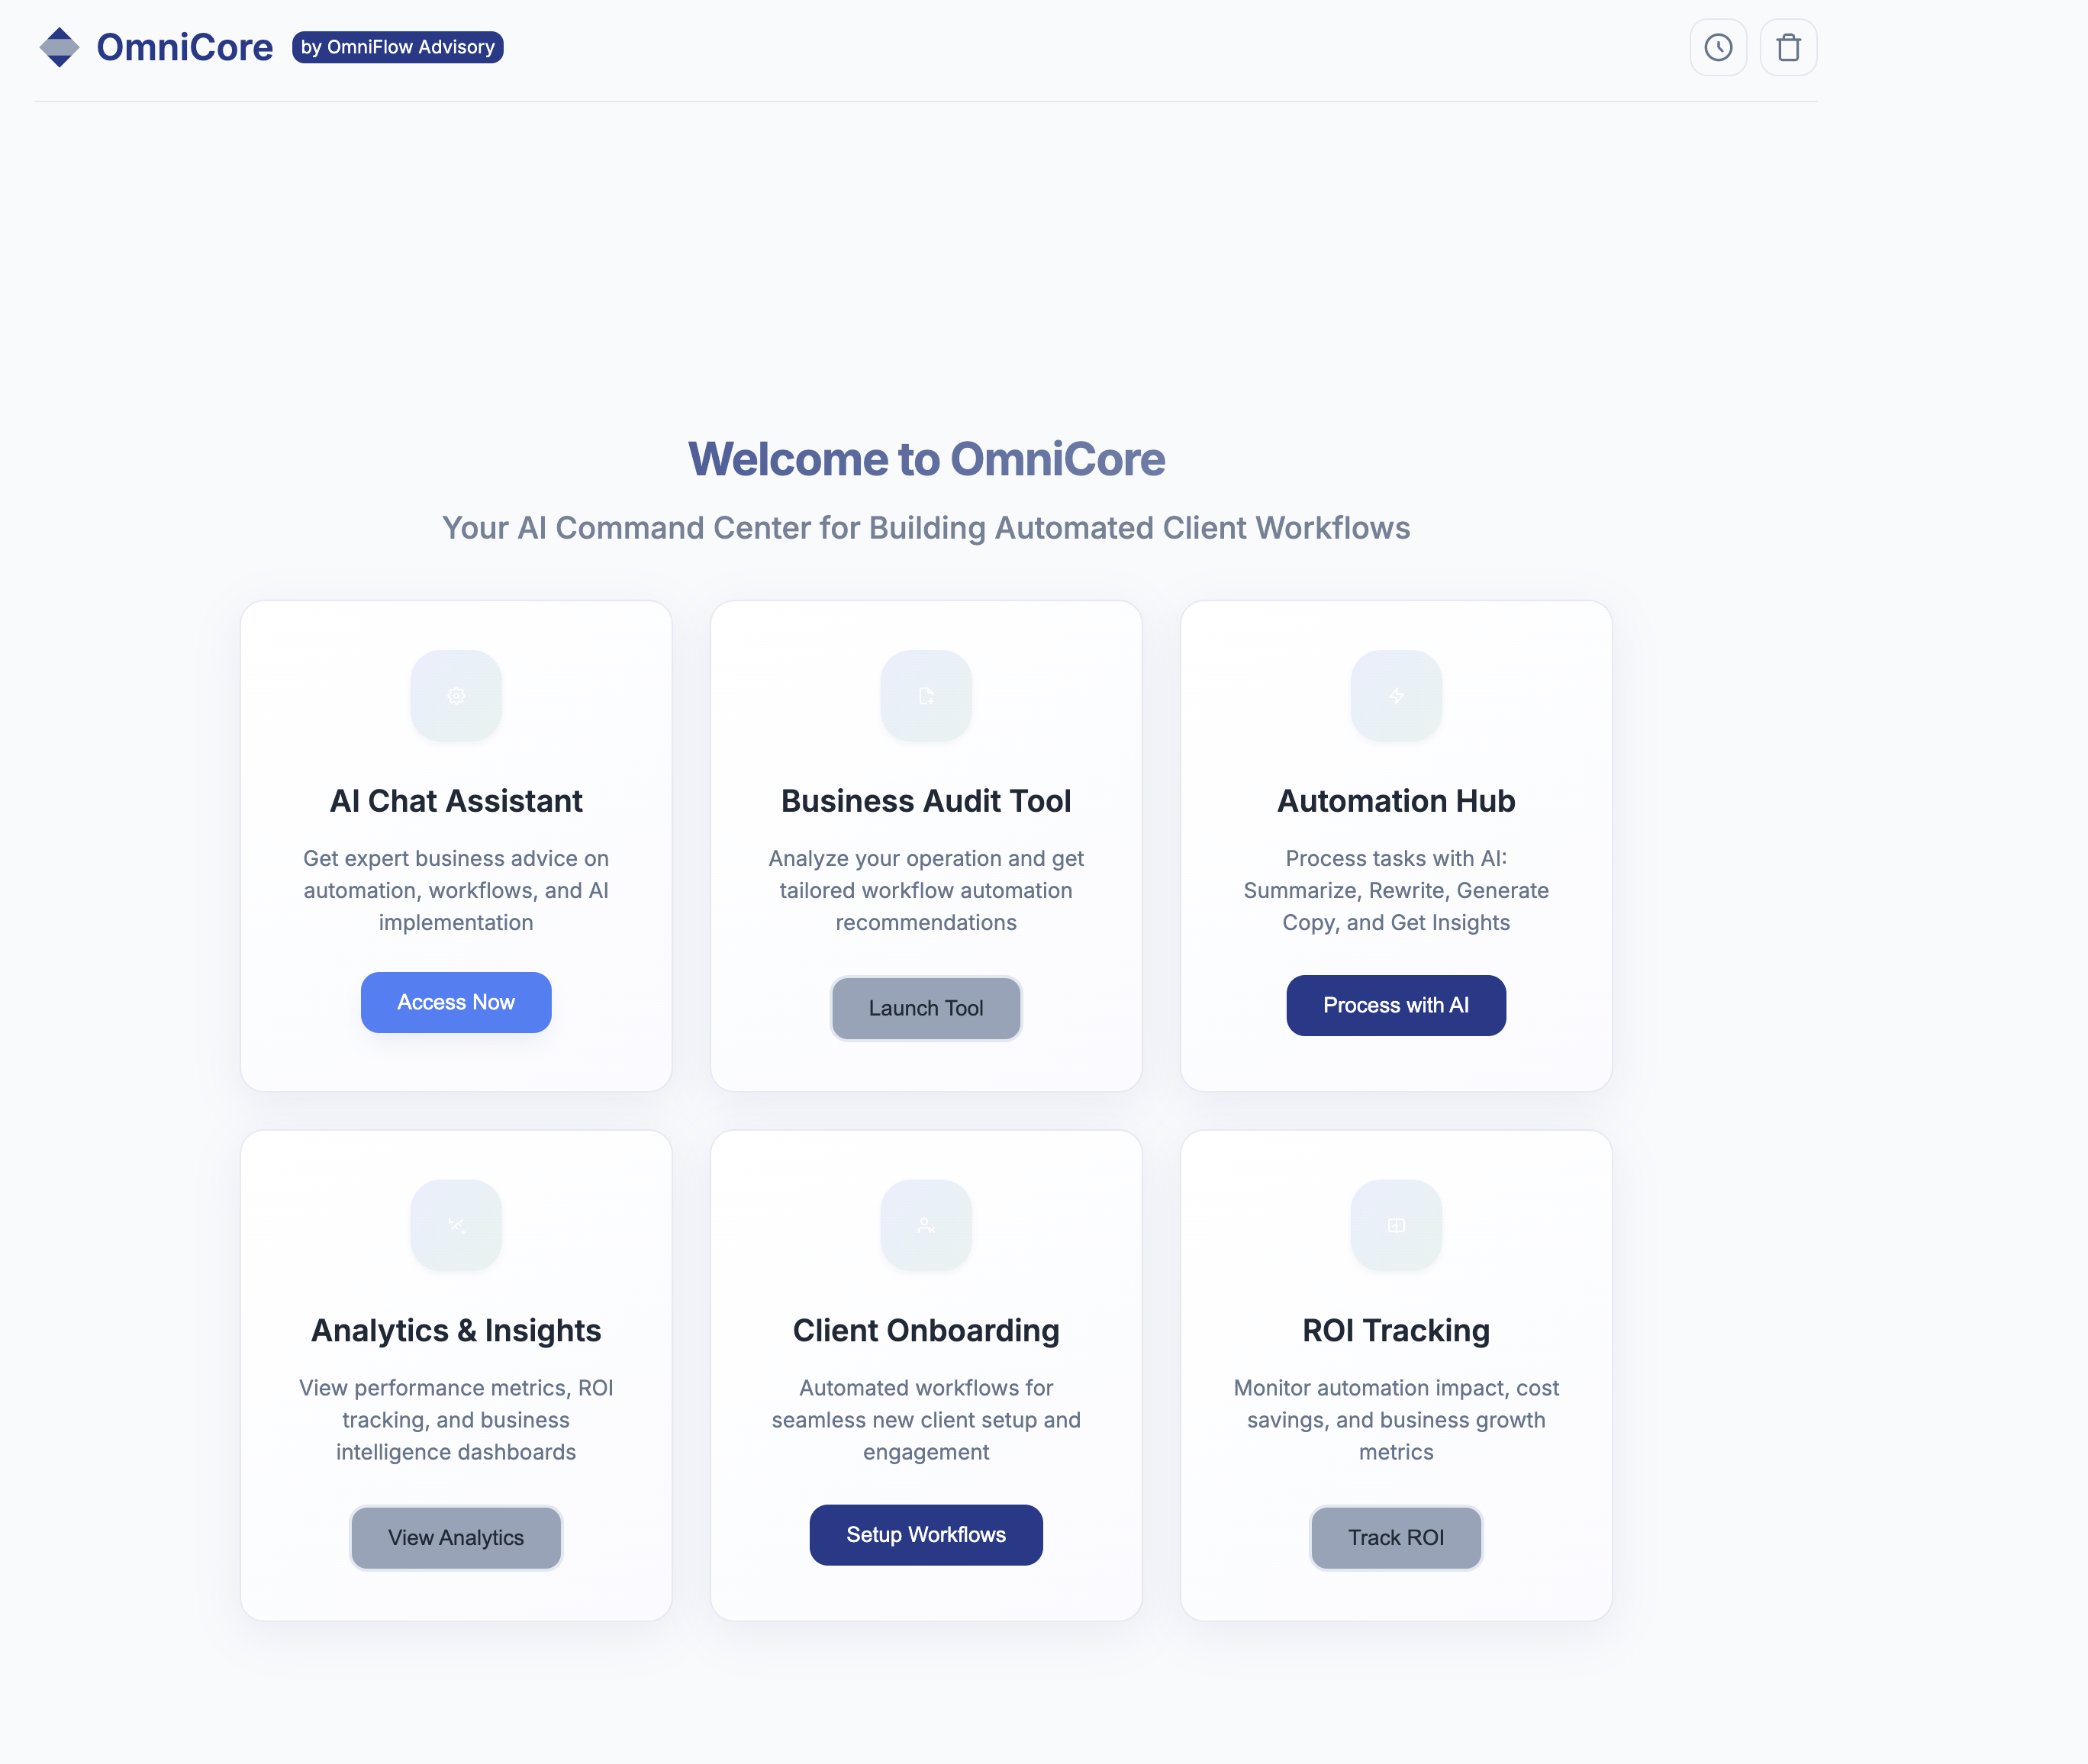 OmniCore
by OmniFlow Advisory
Welcome to OmniCore
Your AI Command Center for Building Automated Client Workflows
AI Chat Assistant
Get expert business advice on
automation, workflows, and AI
implementation
Access Now
Business Audit Tool
Analyze your operation and get
tailored workflow automation
recommendations
Launch Tool
Automation Hub
Process tasks with AI:
Summarize, Rewrite, Generate
Copy, and Get Insights
Process with AI
Analytics & Insights
View performance metrics, ROI
tracking, and business
intelligence dashboards
View Analytics
Client Onboarding
Automated workflows for
seamless new client setup and
engagement
Setup Workflows
ROI Tracking
Monitor automation impact, cost
savings, and business growth
metrics
Track ROI